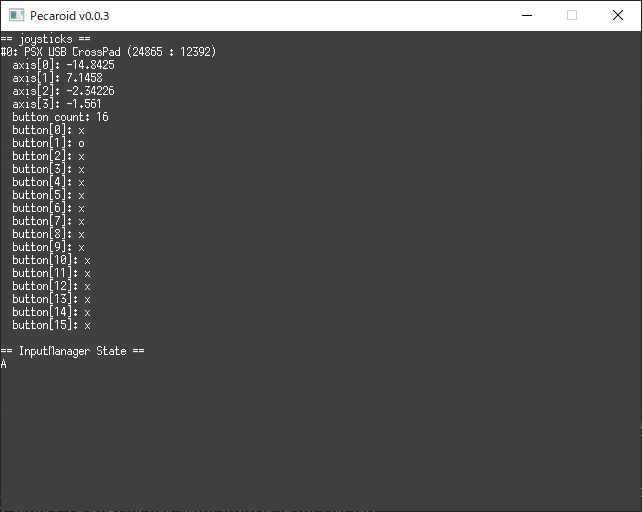 Pecaroid v0.0.3
== joysticks ==
#0: PSX USB CrossPad (24865 : 12392)
axis[0]: -14.8425
axis[1]: 7.1458
axis[2]: -2.34226
axis[3]: -1.561
button count: 16
button[0]: x
button[1]: o
button[2]: x
button[3]: x
button[4]: x
button[5]: x
button[6]: x
button[7]: x
button[8]: x
button[9]: x
button[10]: x
button[11]: x
button[12]: x
button[13]: x
button[14]: x
button[15]: x
== InputManager State ==
A